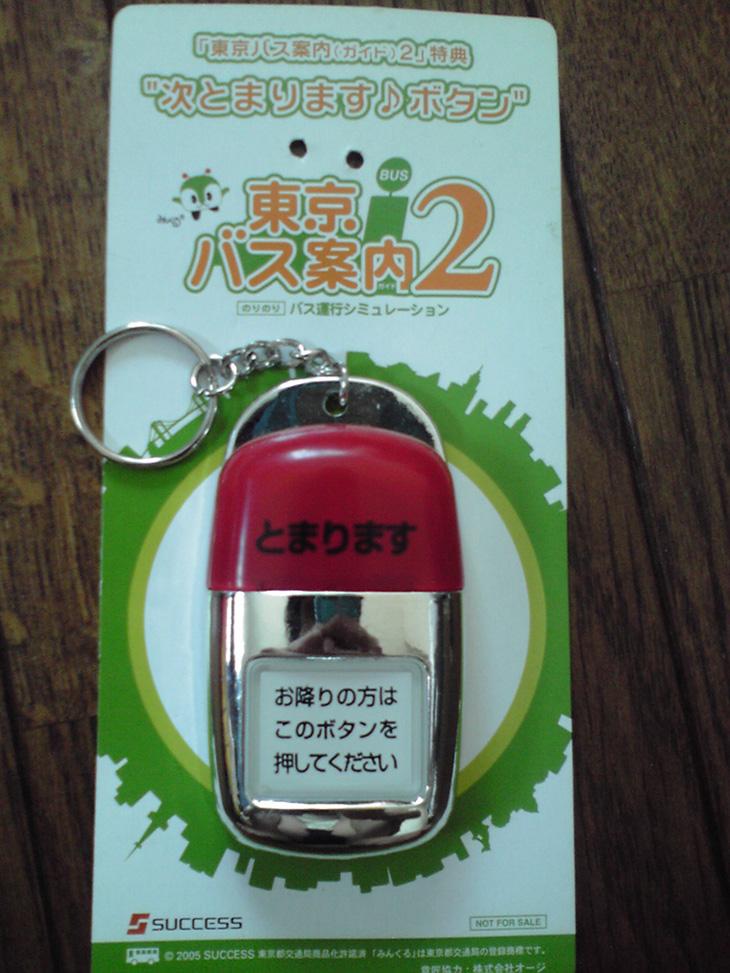 「東京バス案内(ガイド)2」特典
"次とまります♪ボタン"
BUS
みんくる
東京
バス案内2
ガイド
のりのり バス運行シミュレーション
とまります
お降りの方は
このボタンを
押してください
SUCCESS
NOT FOR SALE
© 2005 SUCCESS 東京都交通局商品化許諾済 「みんくる」は東京都交通局の登録商標です。
意匠協力・株式会社オージ